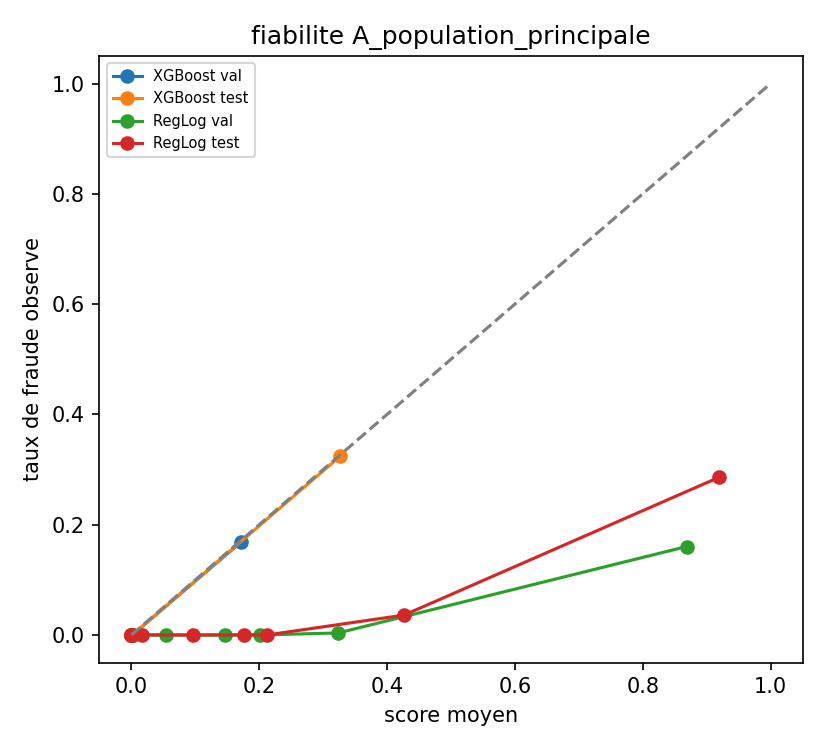 fiabilite A_population_principale
XGBoost val
XGBoost test
RegLog val
RegLog test
1.0
0.8
0.6
0.4
0.2
0.0
taux de fraude observe
0.0 0.2 0.4 0.6 0.8 1.0
score moyen